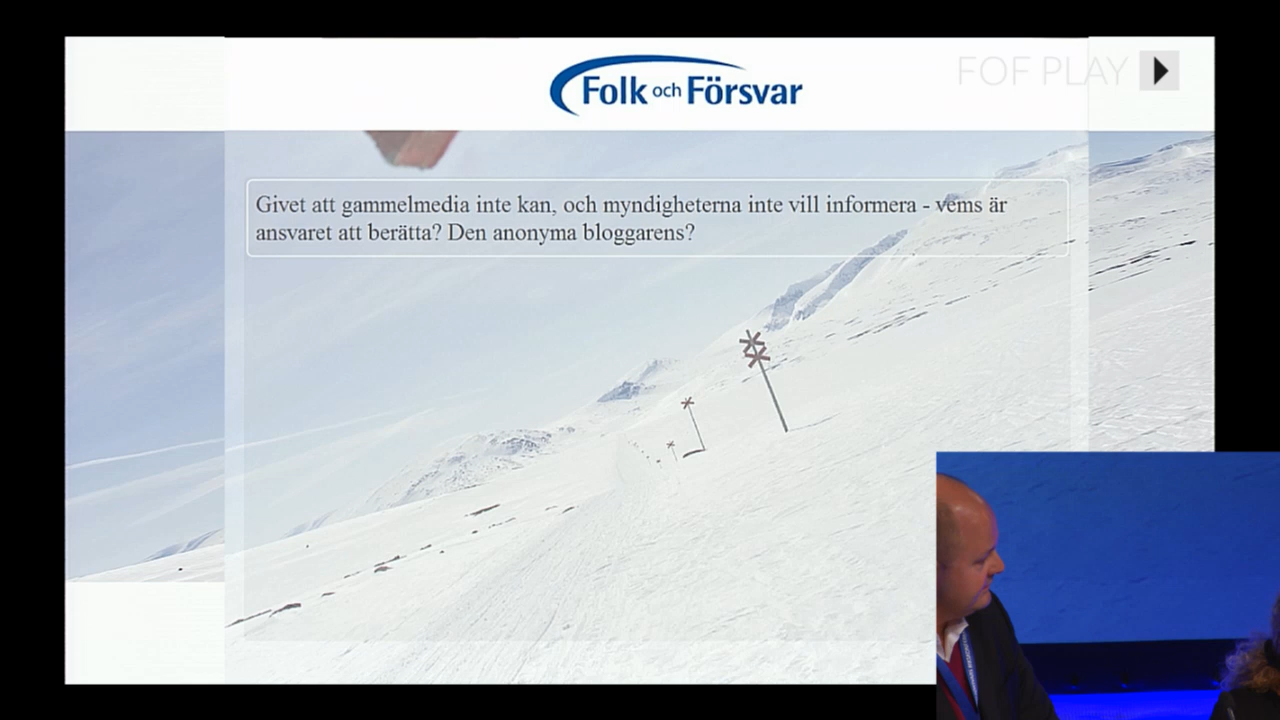 Folk och Försvar
FOF PLAY
Givet att gammelmedia inte kan, och myndigheterna inte vill informera - vems är
ansvaret att berätta? Den anonyma bloggarens?